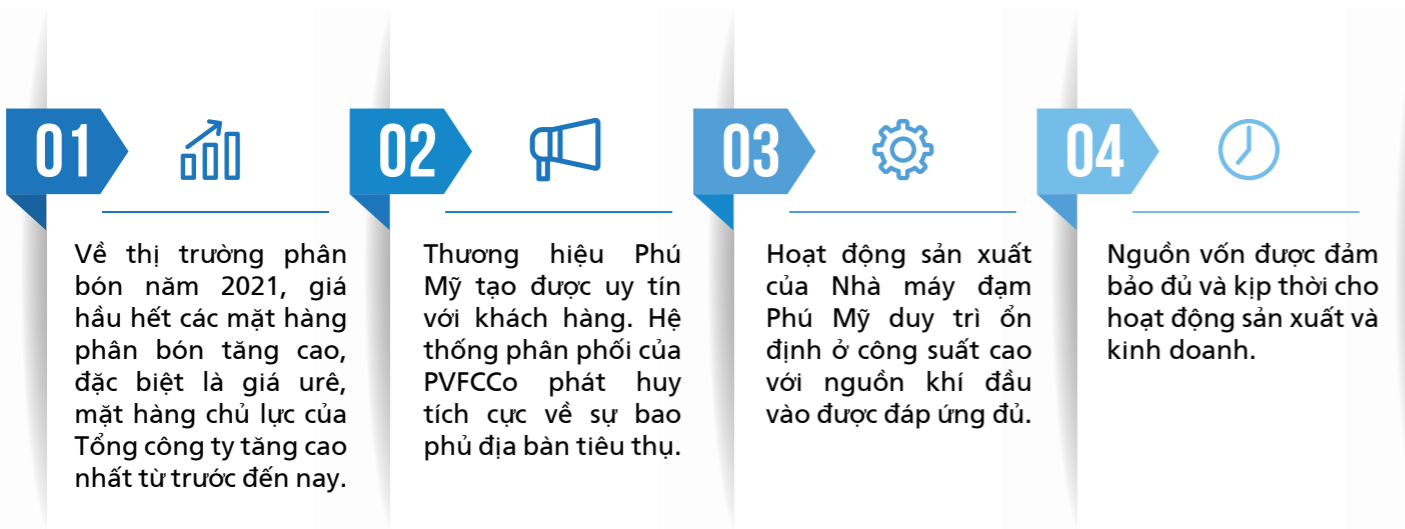 01
Về thị trường phân
bón năm 2021, giá
hầu hết các mặt hàng
phân bón tăng cao,
đặc biệt là giá urê,
mặt hàng chủ lực của
Tổng công ty tăng cao
nhất từ trước đến nay.
02
Thương hiệu Phú
Mỹ tạo được uy tín
với khách hàng. Hệ
thống phân phối của
PVFCCo phát huy
tích cực về sự bao
phủ địa bàn tiêu thụ.
03
Hoạt động sản xuất
của Nhà máy đạm
Phú Mỹ duy trì ổn
định ở công suất cao
với nguồn khí đầu
vào được đáp ứng đủ.
04
Nguồn vốn được đảm
bảo đủ và kịp thời cho
hoạt động sản xuất và
kinh doanh.